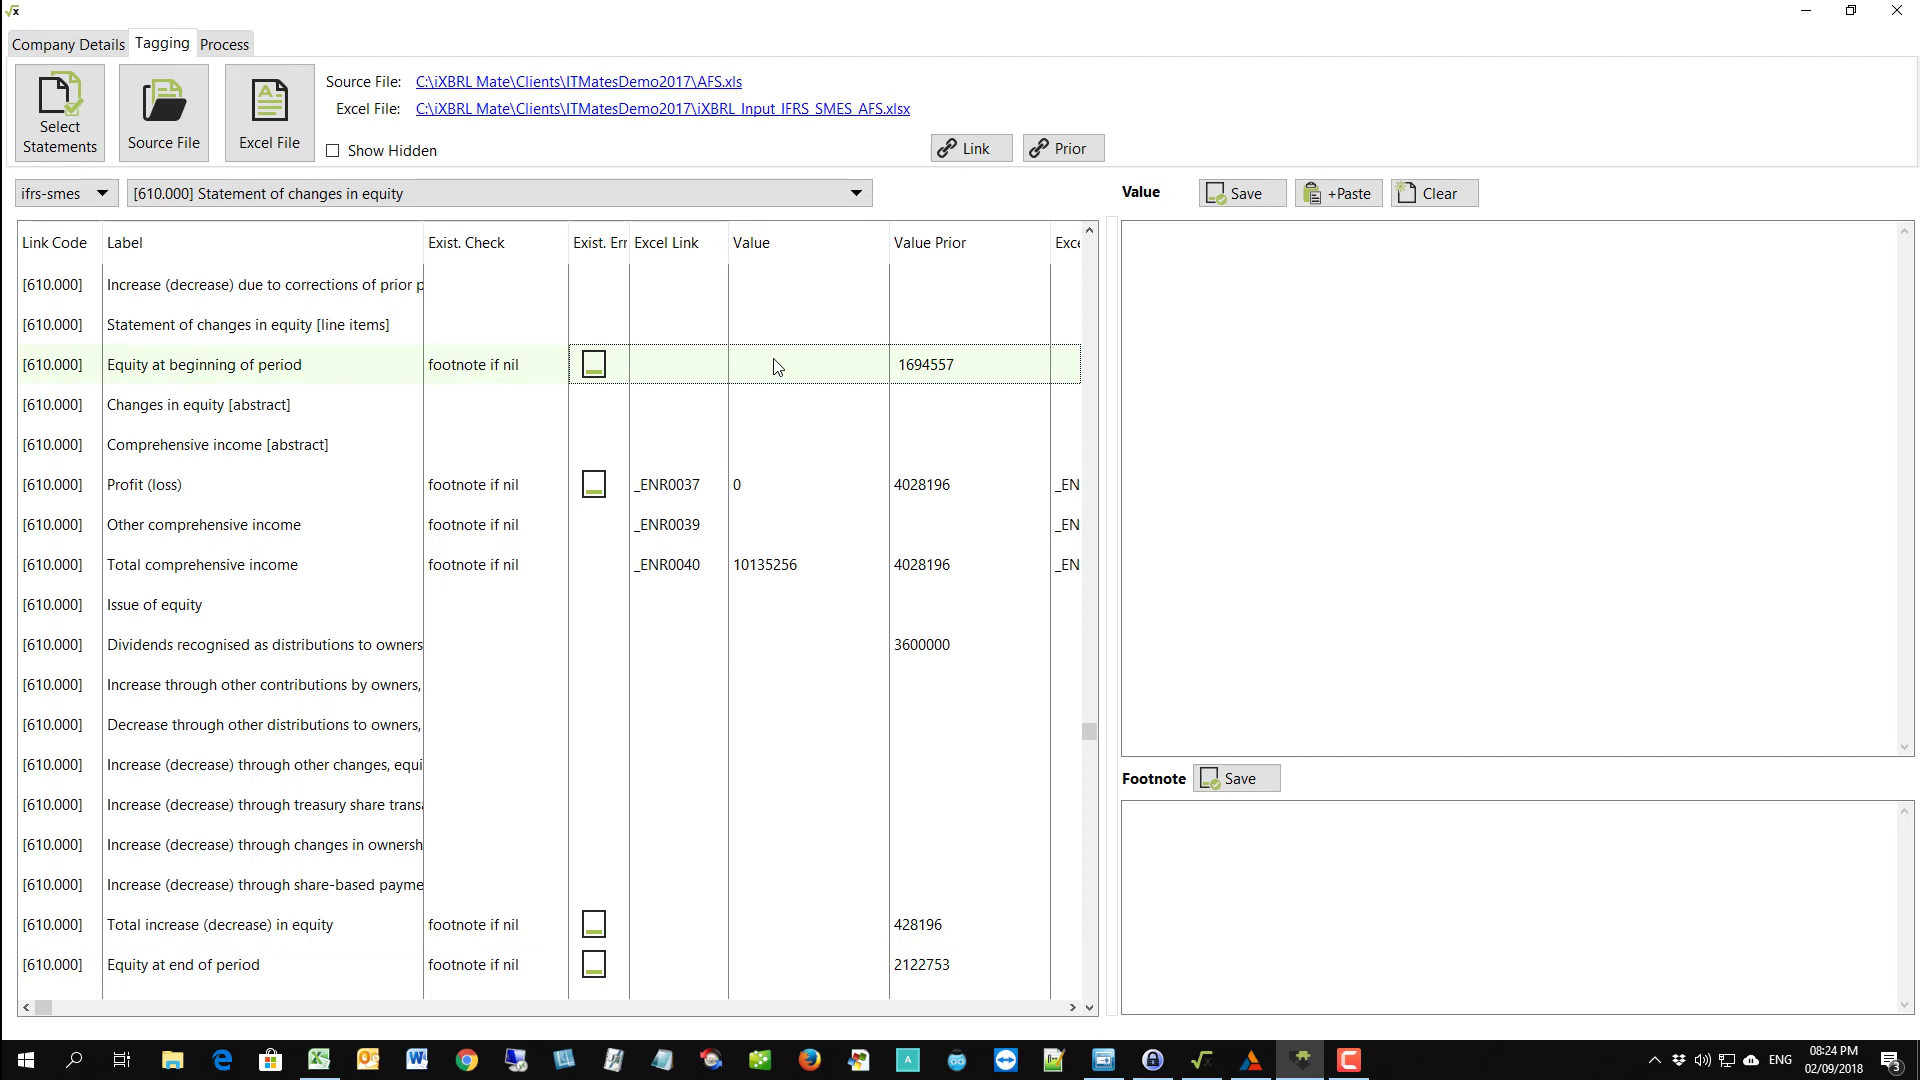 √x
Company Details Tagging Process
Select Statements
Source File
Excel File
Source File: C:\iXBRL Mate\Clients\ITMatesDemo2017\AFS.xls
Excel File: C:\iXBRL Mate\Clients\ITMatesDemo2017\iXBRL_Input_IFRS_SMES_AFS.xlsx
Show Hidden Link Prior
ifrs-smes [610.000] Statement of changes in equity
Value Save +Paste Clear
Link Code Label Exist. Check Exist. Err Excel Link Value Value Prior Exce
[610.000] Increase (decrease) due to corrections of prior p
[610.000] Statement of changes in equity [line items]
[610.000] Equity at beginning of period footnote if nil 1694557
[610.000] Changes in equity [abstract]
[610.000] Comprehensive income [abstract]
[610.000] Profit (loss) footnote if nil _ENR0037 0 4028196 _EN
[610.000] Other comprehensive income footnote if nil _ENR0039 _EN
[610.000] Total comprehensive income footnote if nil _ENR0040 10135256 4028196 _EN
[610.000] Issue of equity
[610.000] Dividends recognised as distributions to owners 3600000
[610.000] Increase through other contributions by owners,
[610.000] Decrease through other distributions to owners,
[610.000] Increase (decrease) through other changes, equi
[610.000] Increase (decrease) through treasury share transa
[610.000] Increase (decrease) through changes in ownersh
[610.000] Increase (decrease) through share-based payme
[610.000] Total increase (decrease) in equity footnote if nil 428196
[610.000] Equity at end of period footnote if nil 2122753
Footnote Save
ENG
08:24 PM
02/09/2018
3